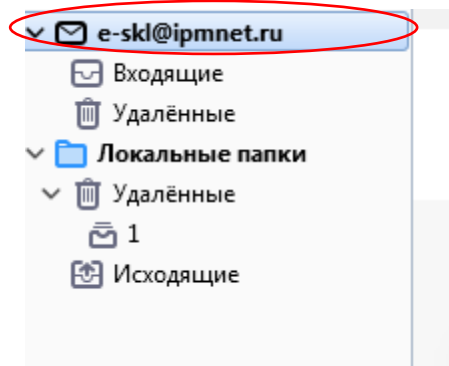 e-skl@ipmnet.ru
Входящие
Удалённые
Локальные папки
Удалённые
1
Исходящие